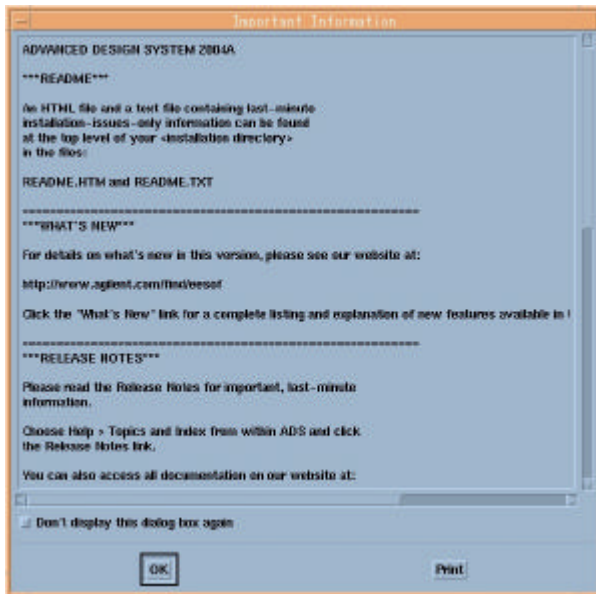 Important Information
ADVANCED DESIGN SYSTEM 2004A
***README***
An HTML file and a text file containing last-minute
installation-issues-only information can be found
at the top level of your <installation directory>
in the files:
README.HTM and README.TXT
================================================
***WHAT'S NEW***
For details on what's new in this version, please see our website at:
http://www.agilent.com/find/eesof
Click the "What's New" link for a complete listing and explanation of new features available in
================================================
***RELEASE NOTES***
Please read the Release Notes for important, last-minute
information.
Choose Help > Topics and Index from within ADS and click
the Release Notes link.
You can also access all documentation on our website at:
Don't display this dialog box again
OK
Print